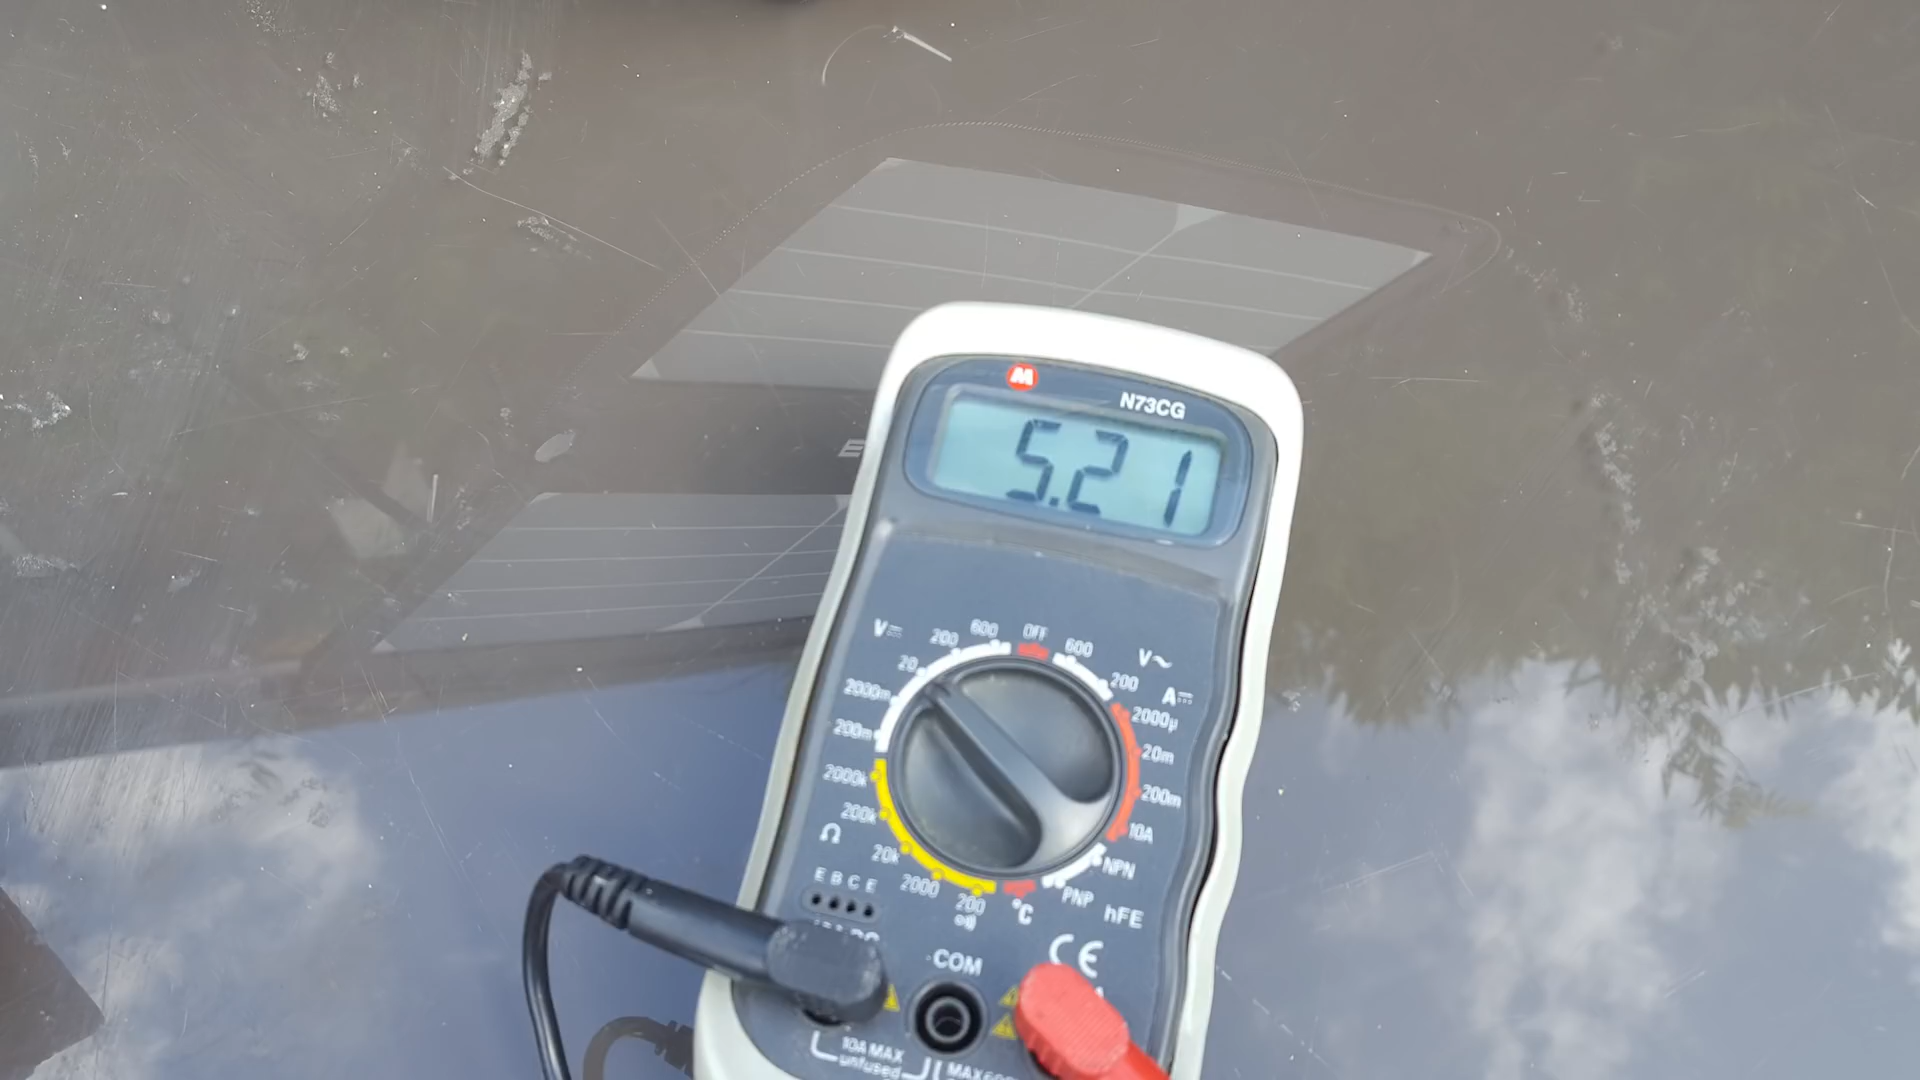 M
N73CG
5.21
V⎓ 200 600 OFF 600 V~
20 200 A⎓
2000m 2000µ
200m 20m
2000k 200m
200k 10A
Ω
20k NPN
2000 200 °C PNP hFE
E B C E
CE
COM
10A MAX
unfused